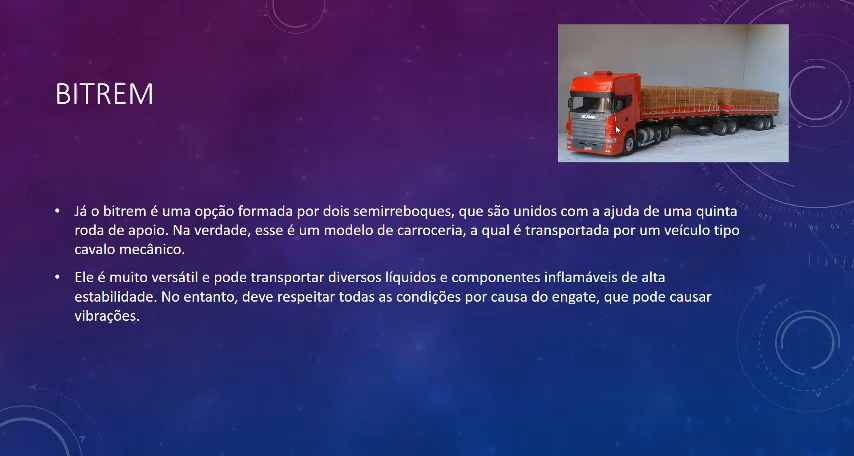 BITREM
SCANIA
• Já o bitrem é uma opção formada por dois semirreboques, que são unidos com a ajuda de uma quinta
roda de apoio. Na verdade, esse é um modelo de carroceria, a qual é transportada por um veículo tipo
cavalo mecânico.
• Ele é muito versátil e pode transportar diversos líquidos e componentes inflamáveis de alta
estabilidade. No entanto, deve respeitar todas as condições por causa do engate, que pode causar
vibrações.